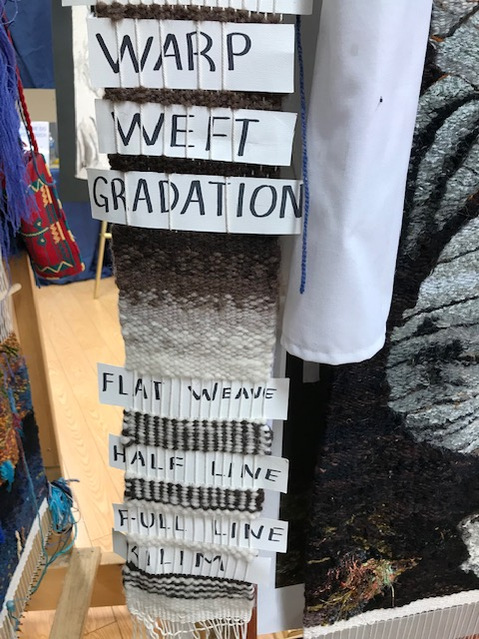 WARP
WEFT
GRADATION
FLAT WEAVE
HALF LINE
FULL LINE
KILIM